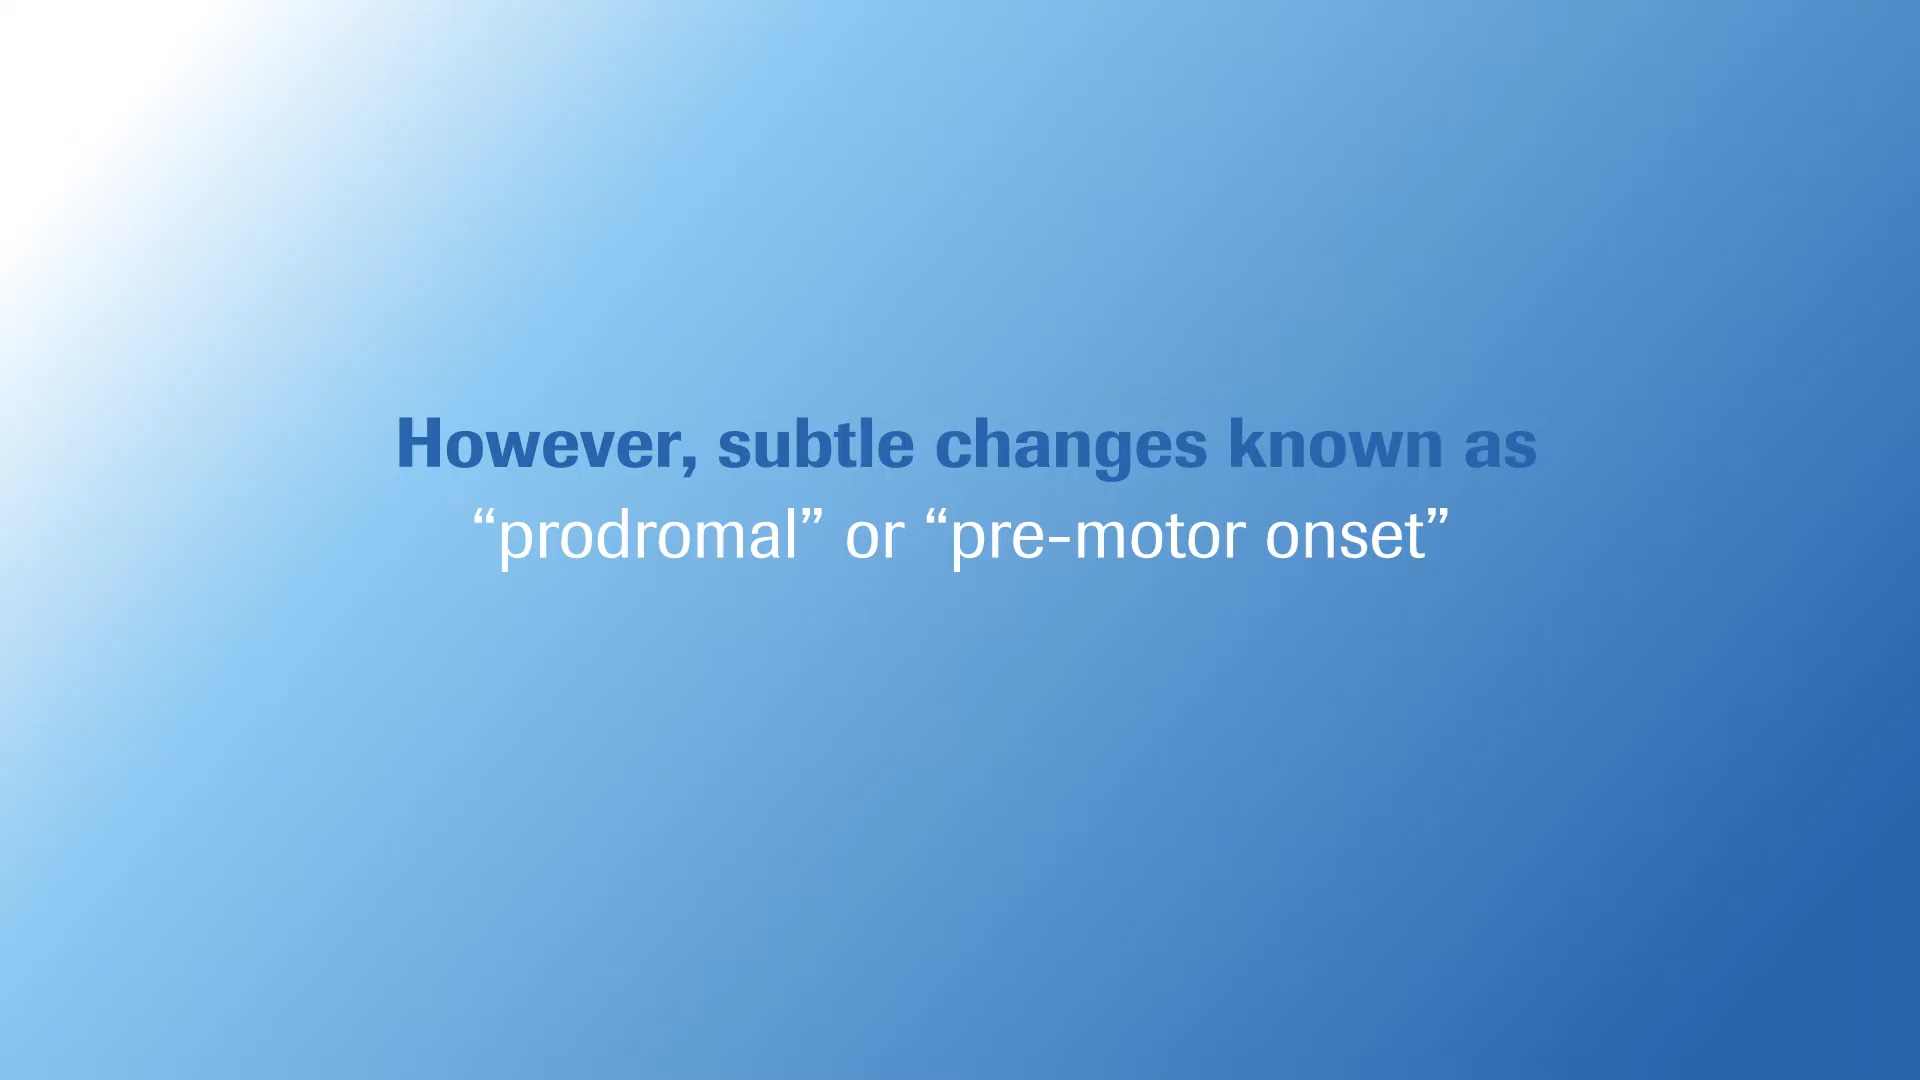 However, subtle changes known as
“prodromal” or “pre-motor onset”